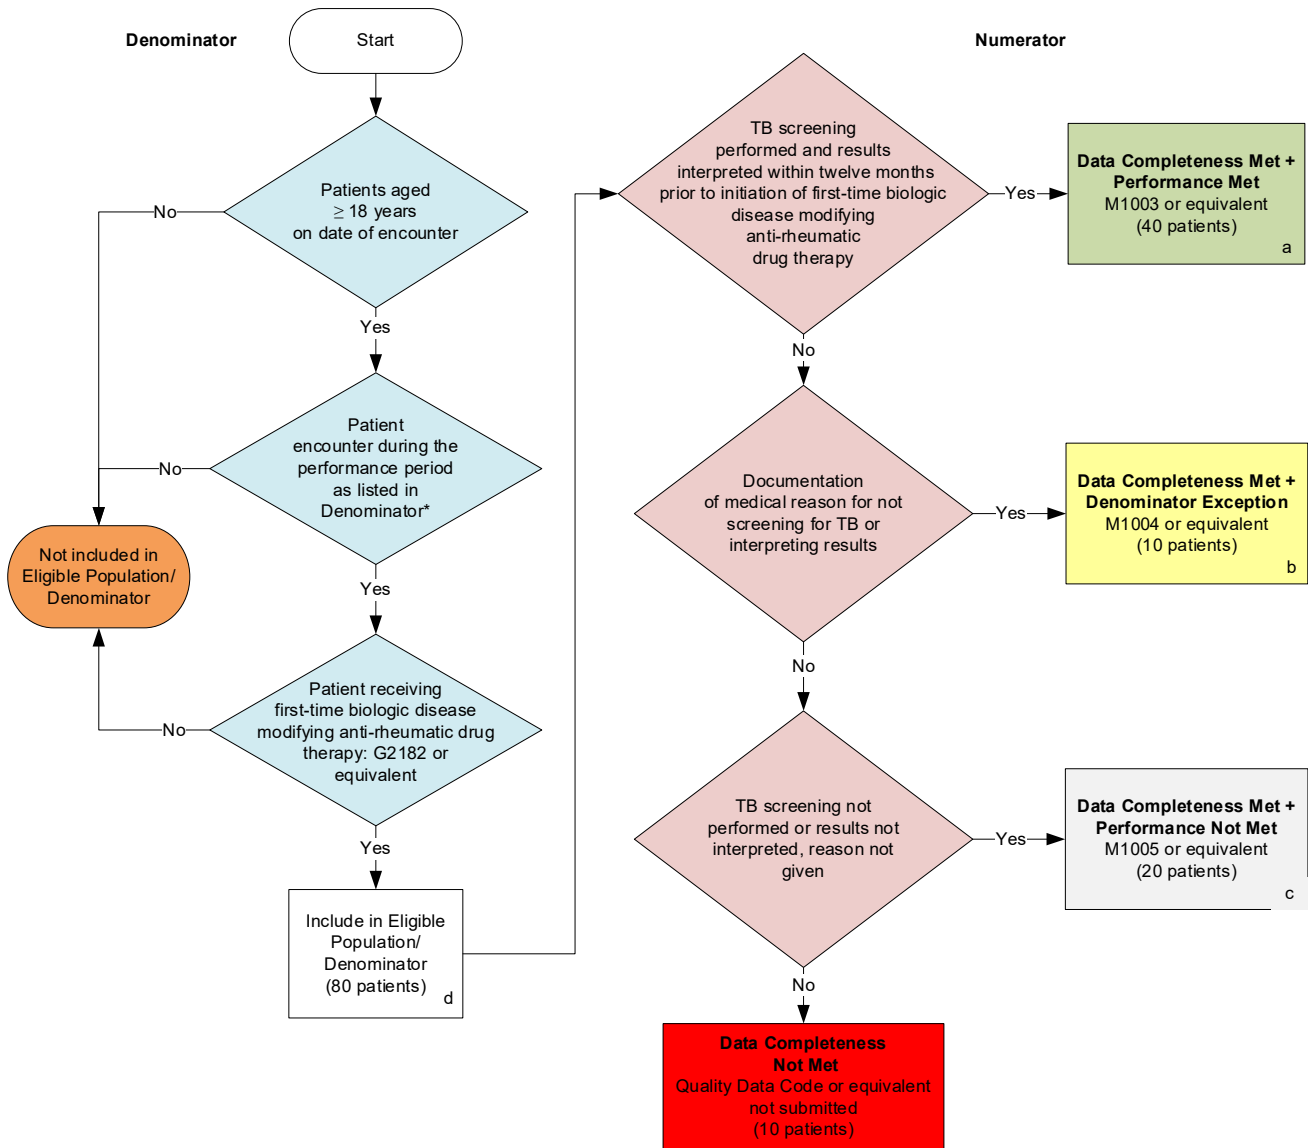 Denominator
Start
Numerator
Patients aged
≥ 18 years
on date of encounter
No
Yes
Patient
encounter during the
performance period
as listed in
Denominator*
No
Yes
Not included in
Eligible Population/
Denominator
Patient receiving
first-time biologic disease
modifying anti-rheumatic drug
therapy: G2182 or
equivalent
No
Yes
Include in Eligible
Population/
Denominator
(80 patients)
d
TB screening
performed and results
interpreted within twelve months
prior to initiation of first-time biologic
disease modifying
anti-rheumatic
drug therapy
Yes
Data Completeness Met +
Performance Met
M1003 or equivalent
(40 patients)
a
No
Documentation
of medical reason for not
screening for TB or
interpreting results
Yes
Data Completeness Met +
Denominator Exception
M1004 or equivalent
(10 patients)
b
No
TB screening not
performed or results not
interpreted, reason not
given
Yes
Data Completeness Met +
Performance Not Met
M1005 or equivalent
(20 patients)
c
No
Data Completeness
Not Met
Quality Data Code or equivalent
not submitted
(10 patients)